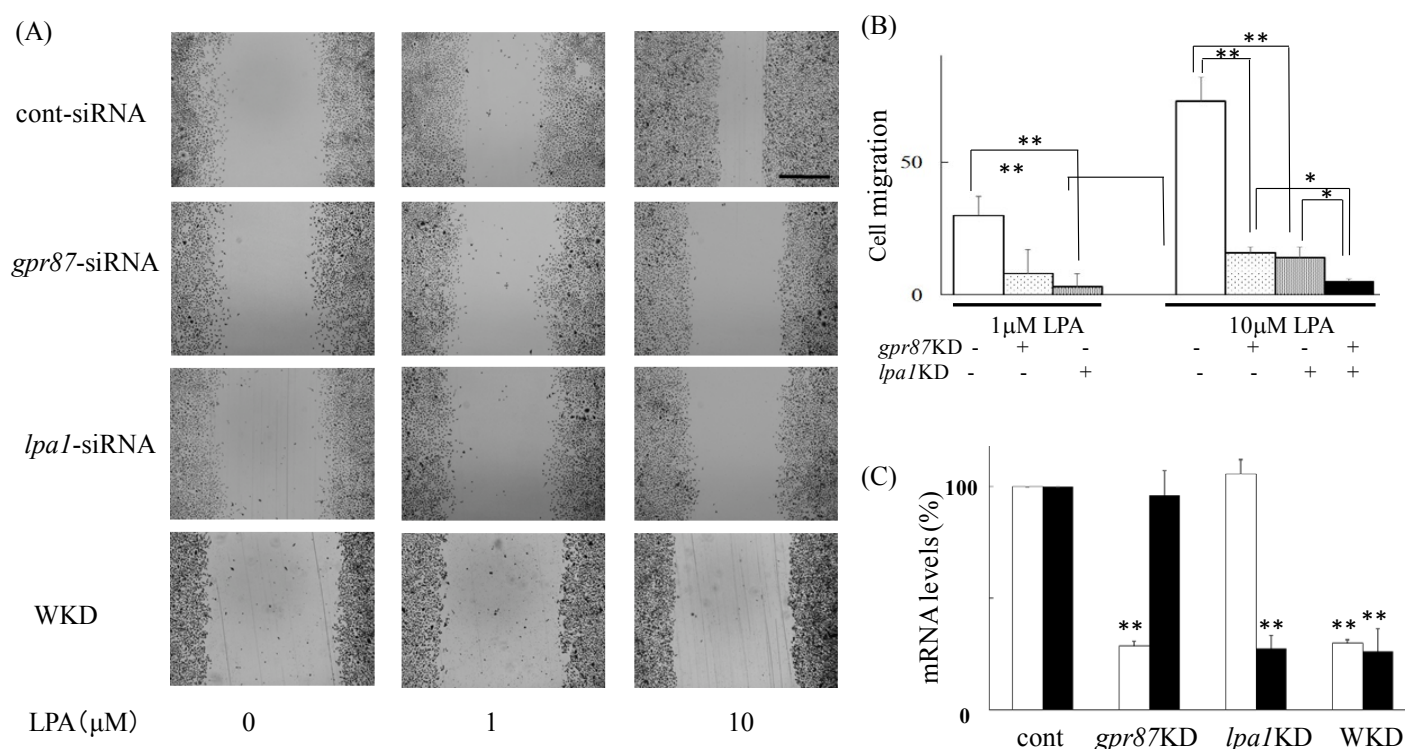 (A)
cont-siRNA
gpr87-siRNA
lpa1-siRNA
WKD
LPA(μM) 0 1 10
(B)
Cell migration
50
0
**
**
**
**
*
*
1μM LPA 10μM LPA
gpr87KD - + - - + - +
lpa1KD - - + - - + +
(C)
mRNA levels (%)
100
0
** ** ** **
cont gpr87KD lpa1KD WKD